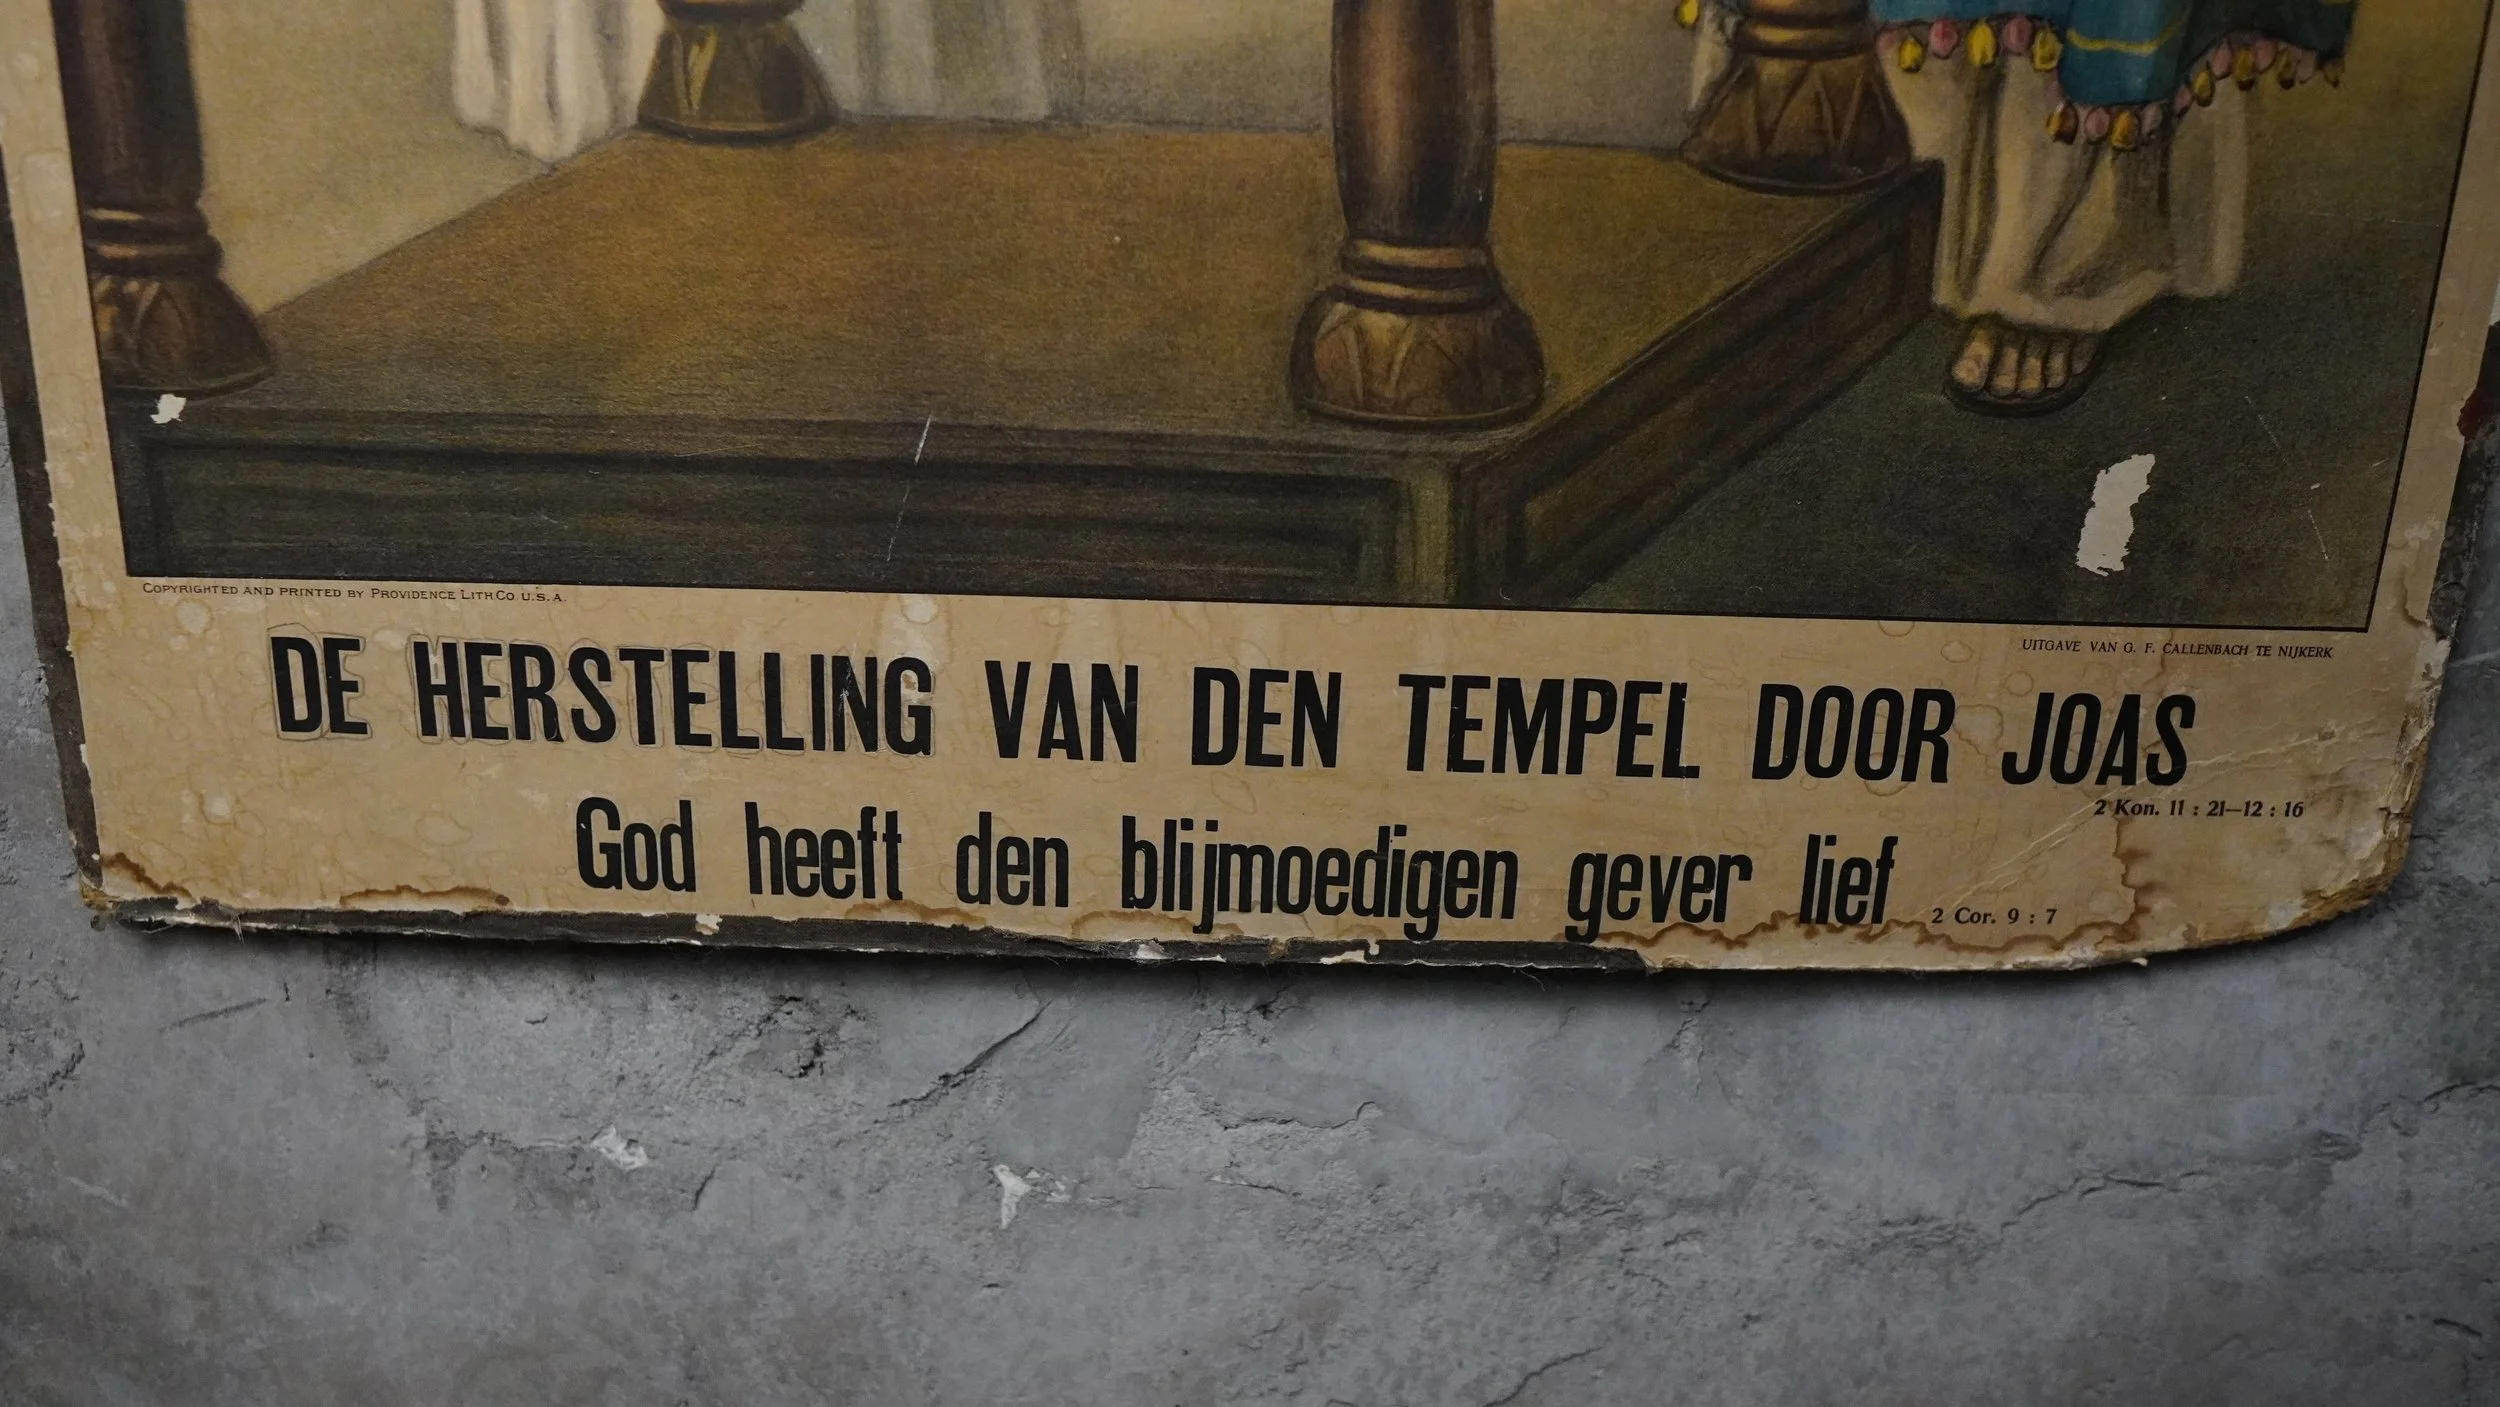 COPYRIGHTED AND PRINTED BY PROVIDENCE LITH CO U.S.A.
UITGAVE VAN G. F. CALLENBACH TE NIJKERK
DE HERSTELLING VAN DEN TEMPEL DOOR JOAS
2 Kon. 11 : 21—12 : 16
God heeft den blijmoedigen gever lief 2 Cor. 9 : 7